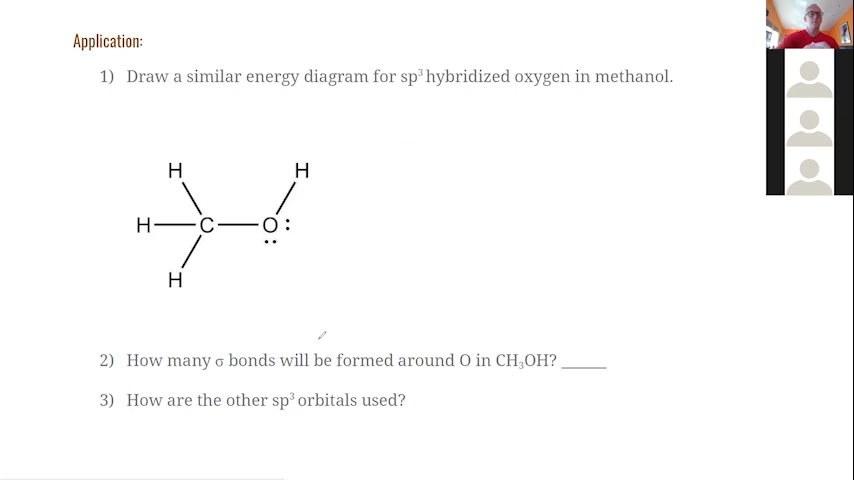 Application:
1) Draw a similar energy diagram for sp³ hybridized oxygen in methanol.
H H
H C O :
..
H
2) How many σ bonds will be formed around O in CH₃OH? _____
3) How are the other sp³ orbitals used?